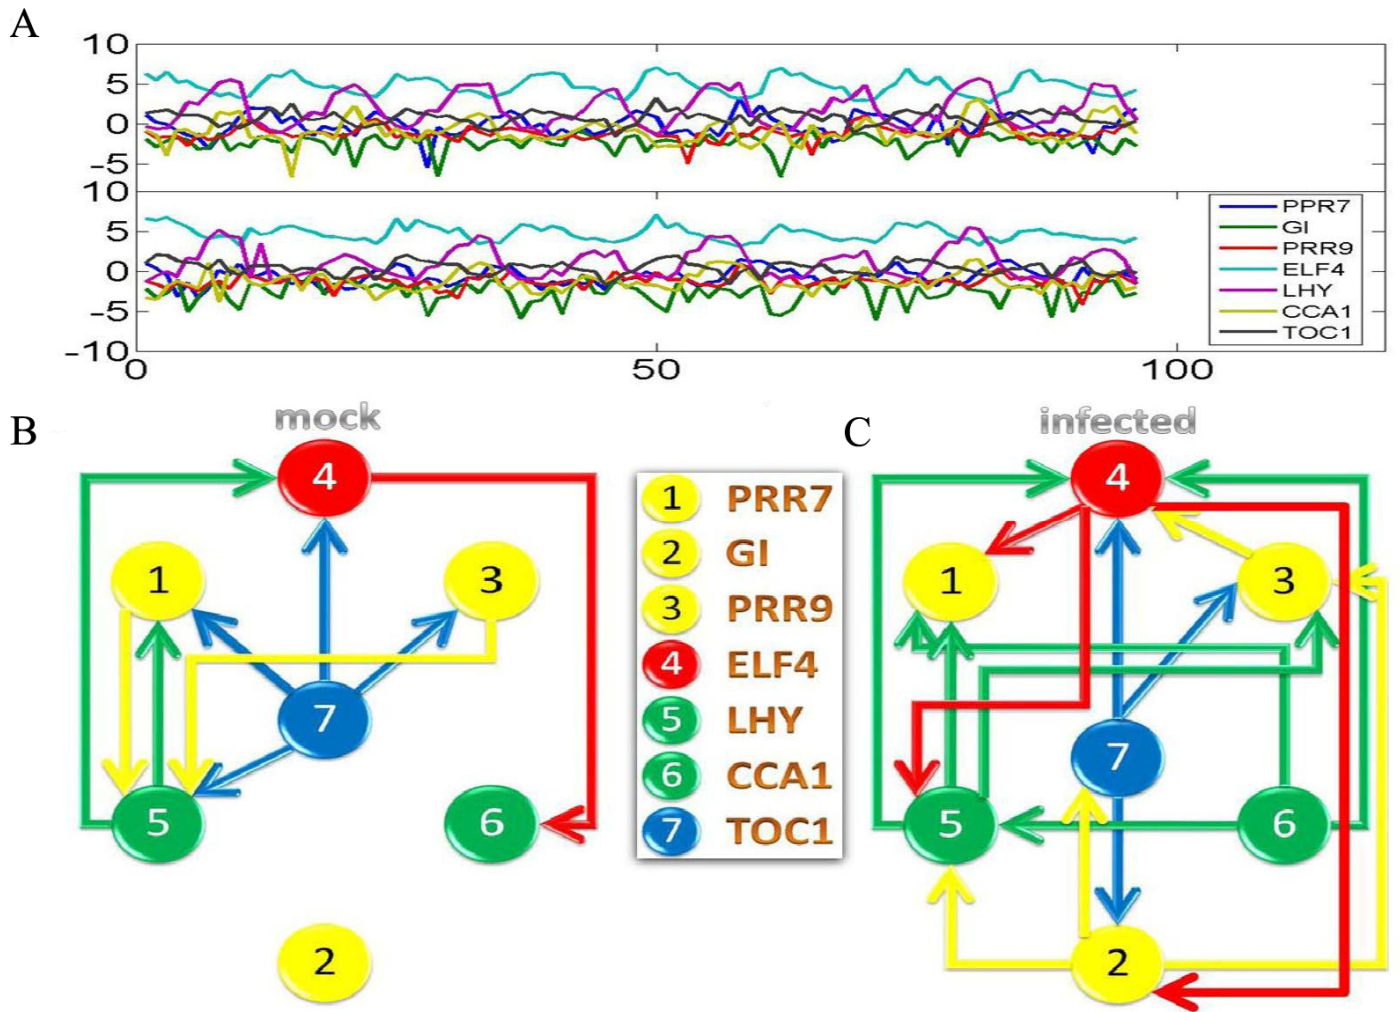 A
10
5
0
-5
10
5
0
-5
-10
0
50
100
PPR7
GI
PRR9
ELF4
LHY
CCA1
TOC1
B
mock
4
1
3
7
5
6
2
1 PRR7
2 GI
3 PRR9
4 ELF4
5 LHY
6 CCA1
7 TOC1
C
infected
4
1
3
7
5
6
2